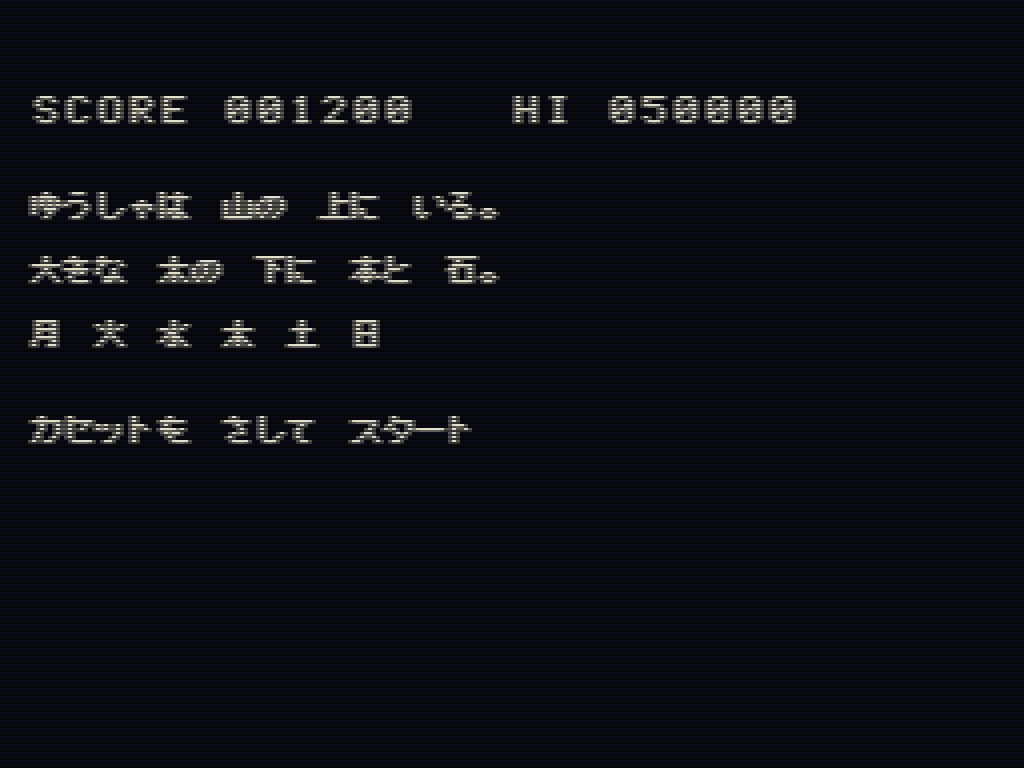 SCORE 001200 HI 050000
ゆうしゃは 山の 上に いる。
大きな の 下に 本と 石。
月 火 水 土 日
カセットを さして スタート